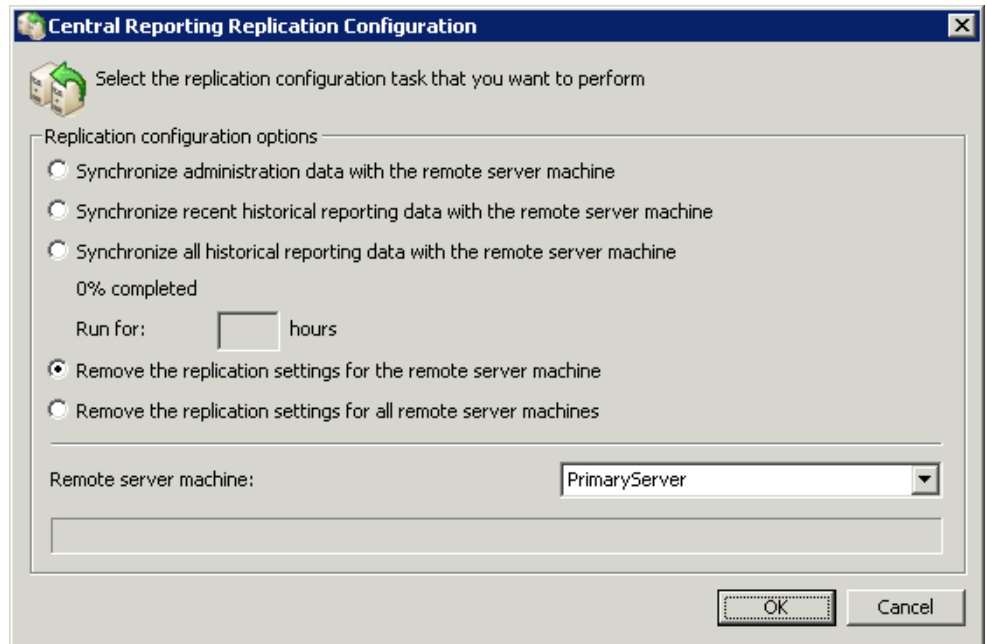 Central Reporting Replication Configuration
Select the replication configuration task that you want to perform
Replication configuration options
Synchronize administration data with the remote server machine
Synchronize recent historical reporting data with the remote server machine
Synchronize all historical reporting data with the remote server machine
0% completed
Run for: hours
Remove the replication settings for the remote server machine
Remove the replication settings for all remote server machines
Remote server machine: PrimaryServer
OK Cancel